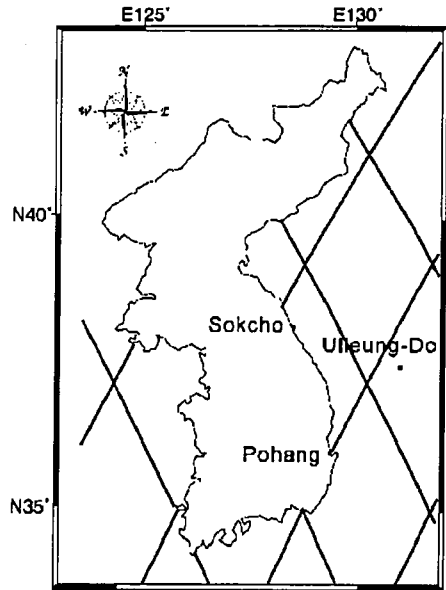 E125° E130°
N
W E
S
N40°
Sokcho
Ulleung-Do
Pohang
N35°